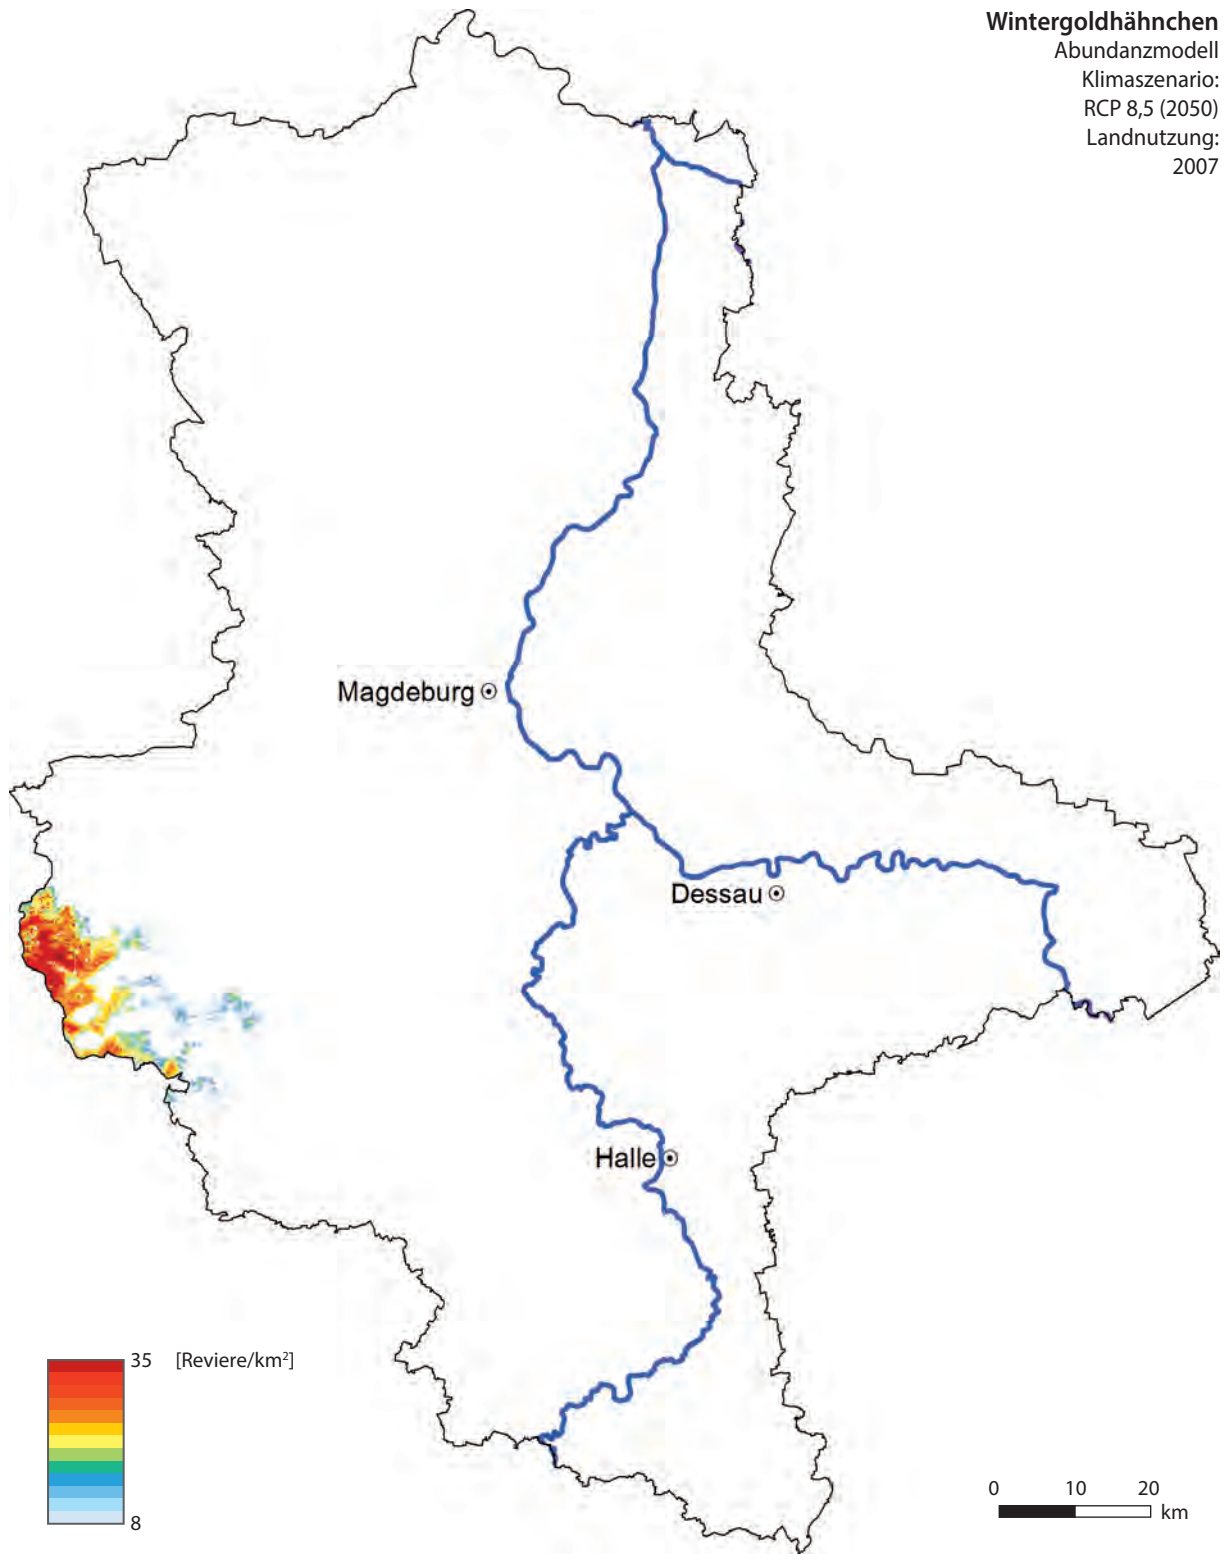 Wintergoldhähnchen
Abundanzmodell
Klimaszenario:
RCP 8,5 (2050)
Landnutzung:
2007
Magdeburg
Dessau
Halle
35 [Reviere/km²]
8
0 10 20
km